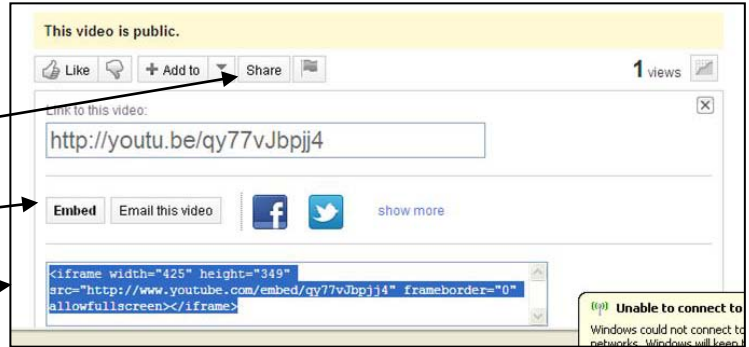 This video is public.
Like
+ Add to
Share
1 views
Link to this video:
http://youtu.be/qy77vJbpjj4
Embed
Email this video
show more
<iframe width="425" height="349"
src="http://www.youtube.com/embed/qy77vJbpjj4" frameborder="0"
allowfullscreen></iframe>
Unable to connect to
Windows could not connect to
networks. Windows will keep